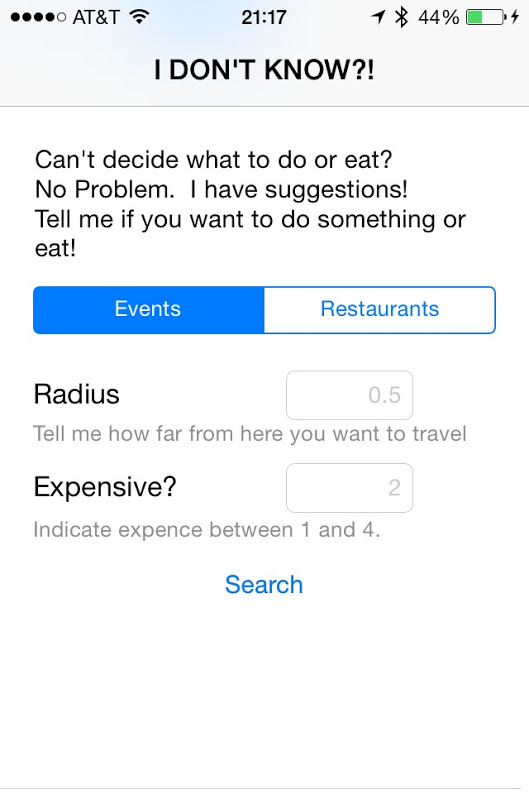 AT&T 21:17 44%
I DON'T KNOW?!
Can't decide what to do or eat?
No Problem.  I have suggestions!
Tell me if you want to do something or
eat!
Events Restaurants
Radius 0.5
Tell me how far from here you want to travel
Expensive? 2
Indicate expence between 1 and 4.
Search